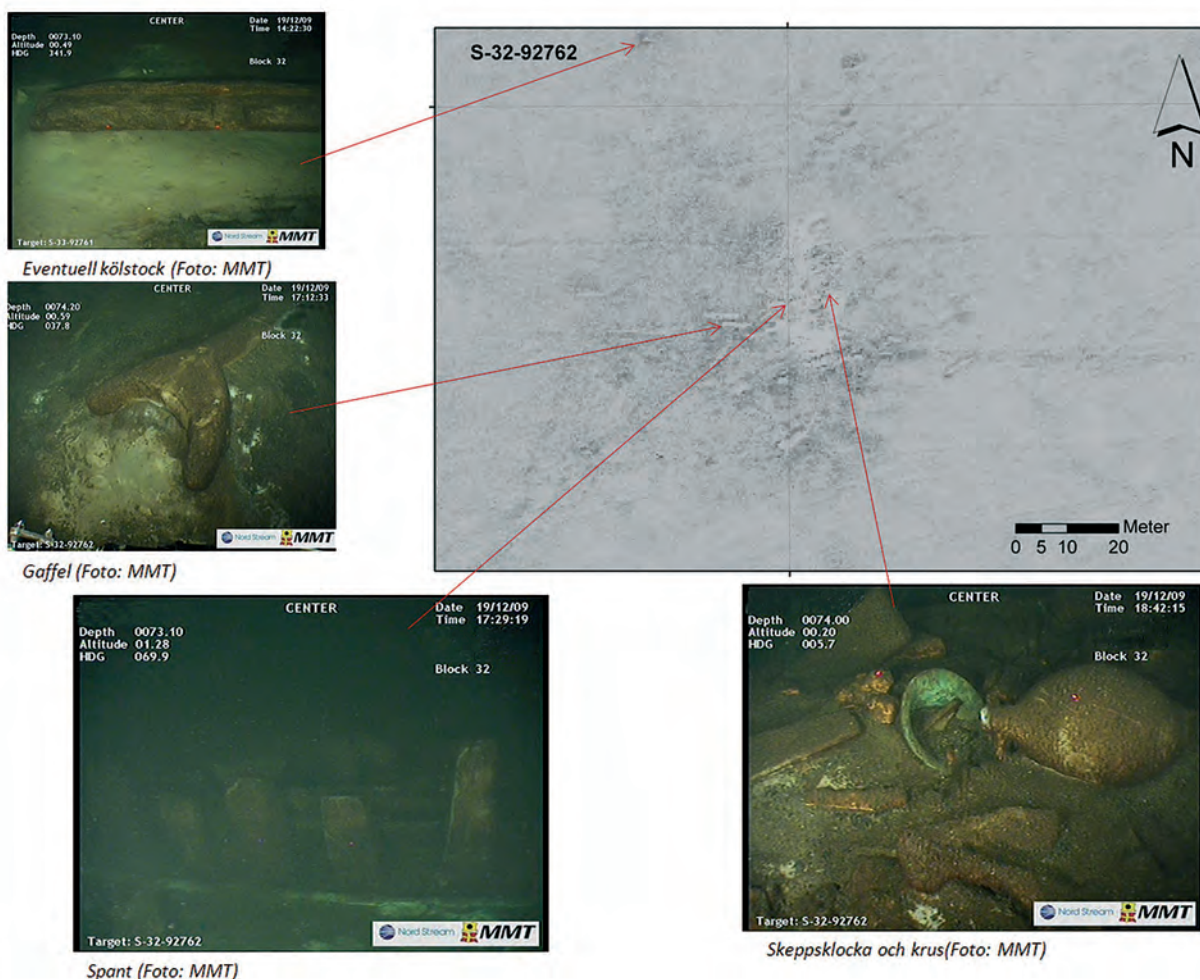 CENTER
Date 19/12/09
Time 14:22:30
Depth 0073.10
Altitude 00.49
HDG 341.9
Block 32
Target: S-33-92761
Nord Stream MMT
Eventuell kölstock (Foto: MMT)
CENTER
Date 19/12/09
Time 17:12:33
Depth 0074.20
Altitude 00.59
HDG 037.8
Block 32
Target: S-32-92762
Nord Stream MMT
Gaffel (Foto: MMT)
S-32-92762
N
Meter
0 5 10 20
CENTER
Date 19/12/09
Time 17:29:19
Depth 0073.10
Altitude 01.28
HDG 069.9
Block 32
Target: S-32-92762
Nord Stream MMT
Spant (Foto: MMT)
CENTER
Date 19/12/09
Time 18:42:15
Depth 0074.00
Altitude 00.20
HDG 005.7
Block 32
Target: S-32-92762
Nord Stream MMT
Skeppsklocka och krus(Foto: MMT)